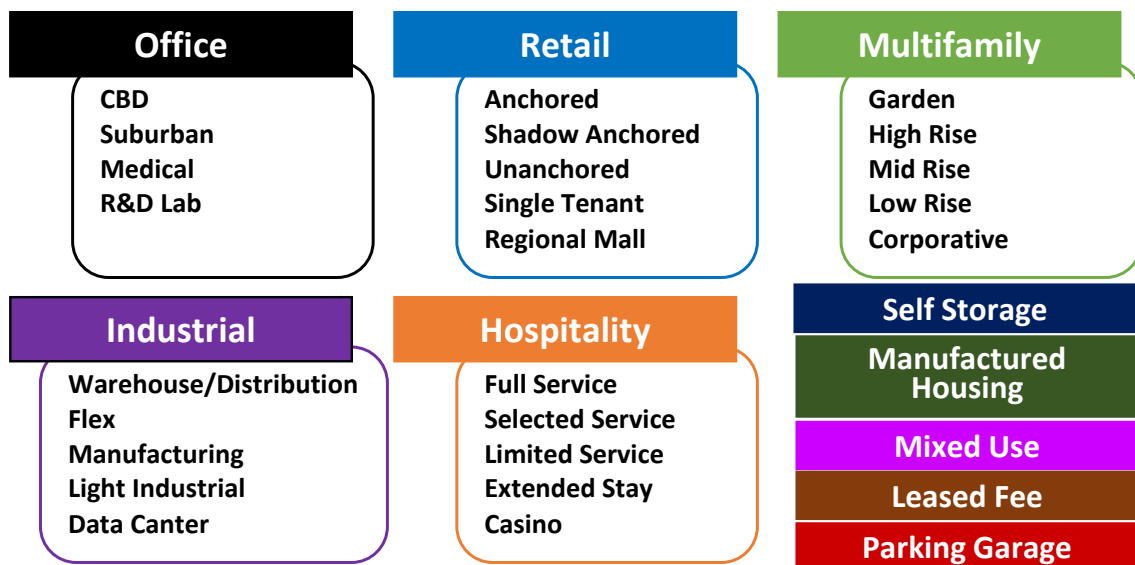 Office
CBD
Suburban
Medical
R&D Lab
Retail
Anchored
Shadow Anchored
Unanchored
Single Tenant
Regional Mall
Multifamily
Garden
High Rise
Mid Rise
Low Rise
Corporative
Industrial
Warehouse/Distribution
Flex
Manufacturing
Light Industrial
Data Canter
Hospitality
Full Service
Selected Service
Limited Service
Extended Stay
Casino
Self Storage
Manufactured
Housing
Mixed Use
Leased Fee
Parking Garage